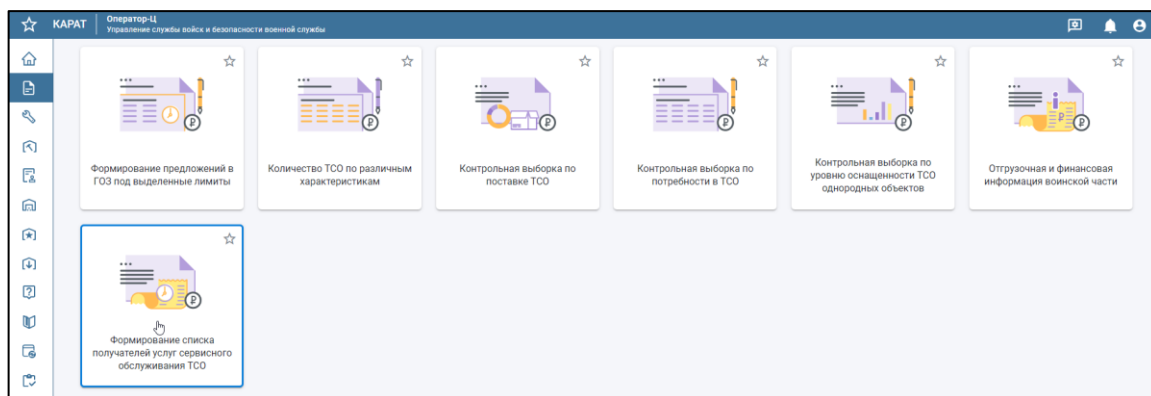 КАРАТ
Оператор-Ц
Управление службы войск и безопасности военной службы
Формирование предложений в
ГОЗ под выделенные лимиты
Количество ТСО по различным
характеристикам
Контрольная выборка по
поставке ТСО
Контрольная выборка по
потребности в ТСО
Контрольная выборка по
уровню оснащенности ТСО
однородных объектов
Отгрузочная и финансовая
информация воинской части
Формирование списка
получателей услуг сервисного
обслуживания ТСО